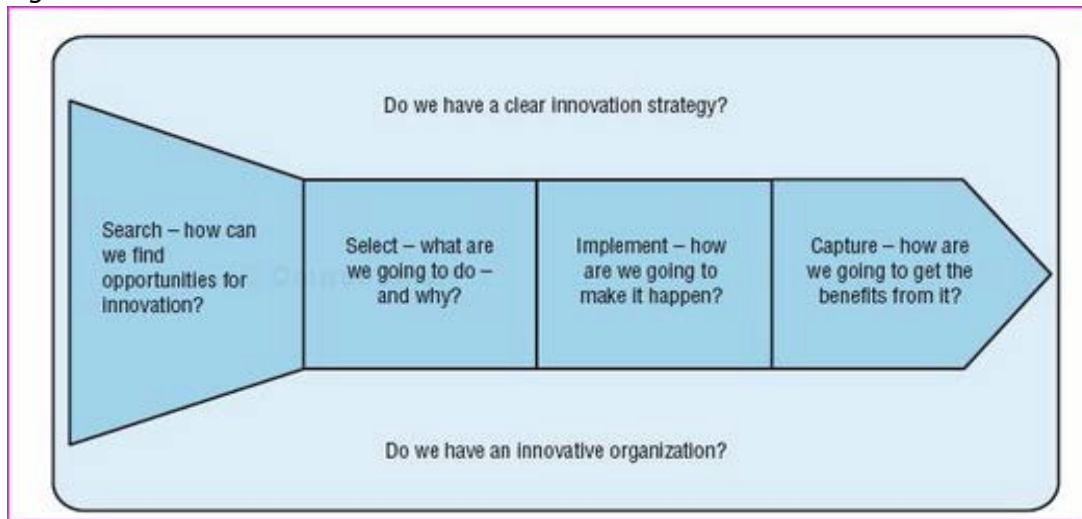 Do we have a clear innovation strategy?
Search – how can
we find
opportunities for
innovation?
Select – what are
we going to do –
and why?
Implement – how
are we going to
make it happen?
Capture – how are
we going to get the
benefits from it?
Do we have an innovative organization?